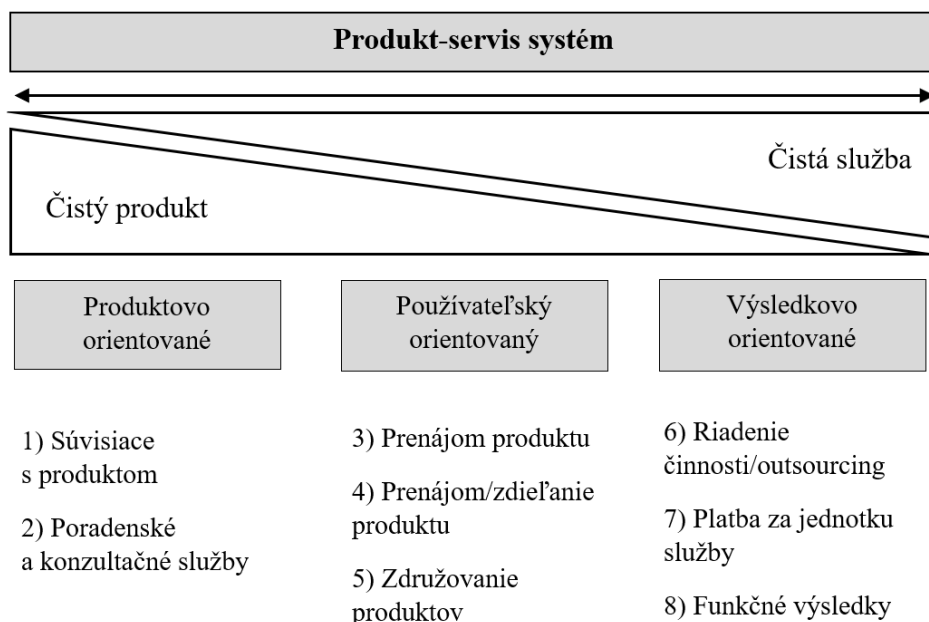 Produkt-servis systém
Čistá služba
Čistý produkt
Produktovo
orientované
Používateľský
orientovaný
Výsledkovo
orientované
1) Súvisiace
s produktom
2) Poradenské
a konzultačné služby
3) Prenájom produktu
4) Prenájom/zdieľanie
produktu
5) Združovanie
produktov
6) Riadenie
činnosti/outsourcing
7) Platba za jednotku
služby
8) Funkčné výsledky